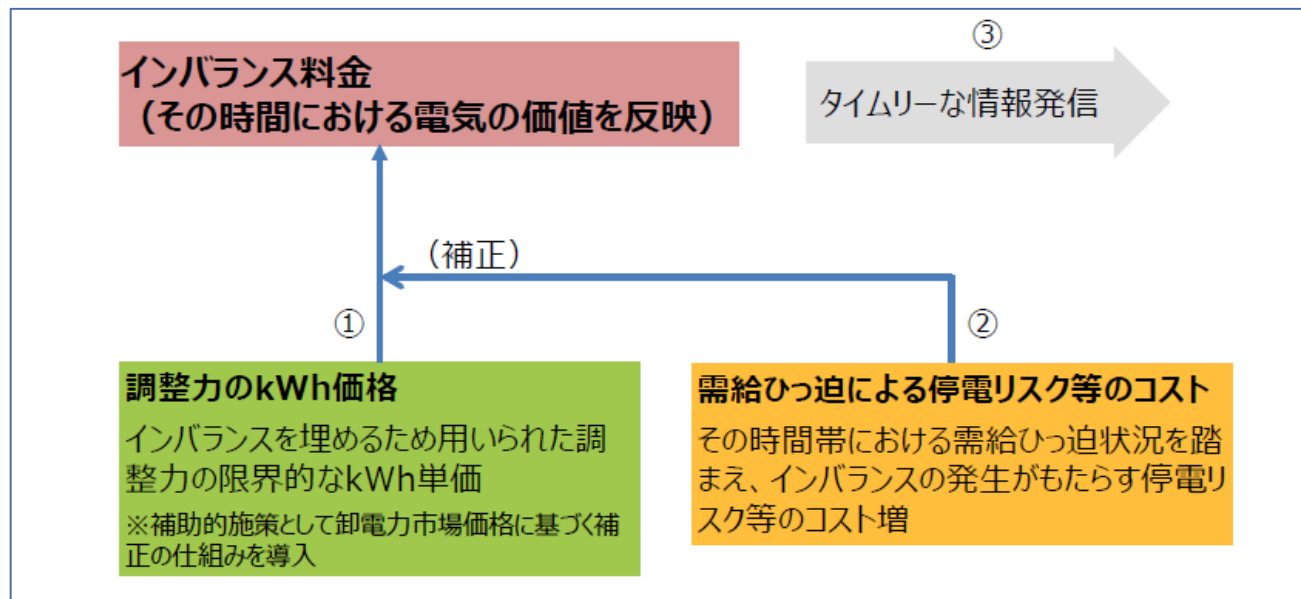 ③
インバランス料金
（その時間における電気の価値を反映）
タイムリーな情報発信
（補正）
①
②
調整力のkWh価格
インバランスを埋めるため用いられた調
整力の限界的なkWh単価
※補助的施策として卸電力市場価格に基づく補
正の仕組みを導入
需給ひっ迫による停電リスク等のコスト
その時間帯における需給ひっ迫状況を踏
まえ、インバランスの発生がもたらす停電リ
スク等のコスト増